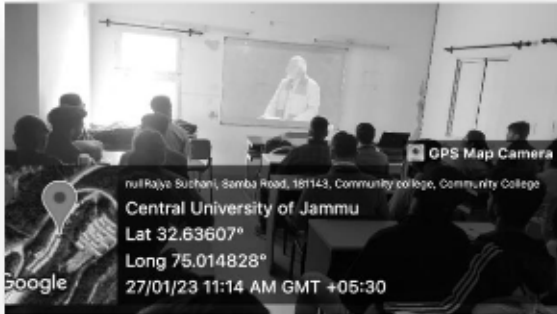 GPS Map Camera
nullRajya Suchani, Samba Road, 181143, Community college, Community College
Central University of Jammu
Lat 32.63607°
Long 75.014828°
27/01/23 11:14 AM GMT +05:30
Google